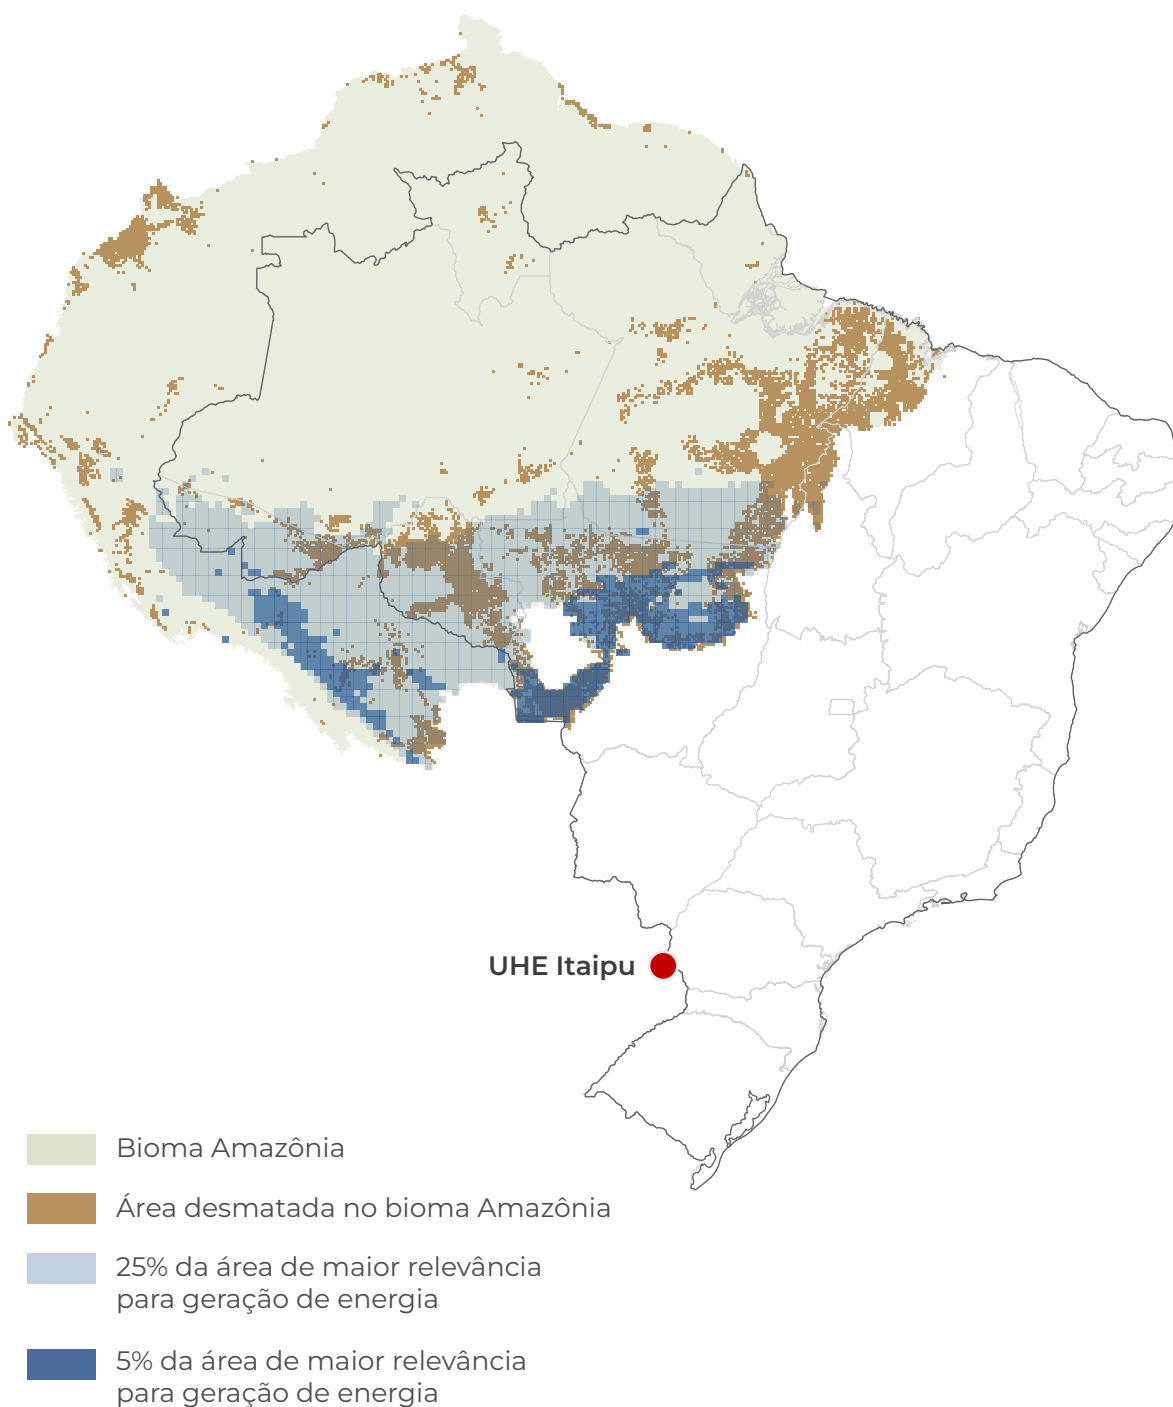 UHE Itaipu
Bioma Amazônia
Área desmatada no bioma Amazônia
25% da área de maior relevância
para geração de energia
5% da área de maior relevância
para geração de energia